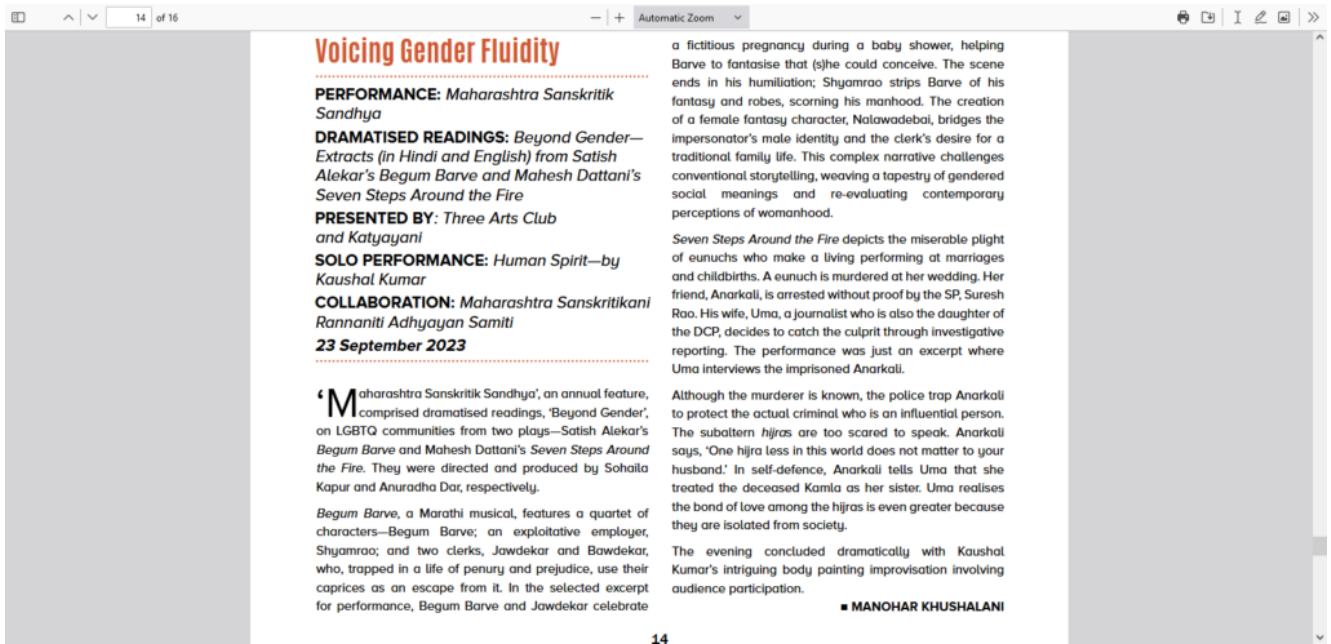 14 of 16
Automatic Zoom
Voicing Gender Fluidity
PERFORMANCE: Maharashtra Sanskritik
Sandhya
DRAMATISED READINGS: Beyond Gender—
Extracts (in Hindi and English) from Satish
Alekar's Begum Barve and Mahesh Dattani's
Seven Steps Around the Fire
PRESENTED BY: Three Arts Club
and Katyayani
SOLO PERFORMANCE: Human Spirit—by
Kaushal Kumar
COLLABORATION: Maharashtra Sanskritikani
Rannaniti Adhyayan Samiti
23 September 2023
'Maharashtra Sanskritik Sandhya', an annual feature,
comprised dramatised readings, 'Beyond Gender',
on LGBTQ communities from two plays—Satish Alekar's
Begum Barve and Mahesh Dattani's Seven Steps Around
the Fire. They were directed and produced by Sohaila
Kapur and Anuradha Dar, respectively.
Begum Barve, a Marathi musical, features a quartet of
characters—Begum Barve; an exploitative employer,
Shyamrao; and two clerks, Jawdekar and Bawdekar,
who, trapped in a life of penury and prejudice, use their
caprices as an escape from it. In the selected excerpt
for performance, Begum Barve and Jawdekar celebrate
a fictitious pregnancy during a baby shower, helping
Barve to fantasise that (s)he could conceive. The scene
ends in his humiliation; Shyamrao strips Barve of his
fantasy and robes, scorning his manhood. The creation
of a female fantasy character, Nalawadebai, bridges the
impersonator's male identity and the clerk's desire for a
traditional family life. This complex narrative challenges
conventional storytelling, weaving a tapestry of gendered
social meanings and re-evaluating contemporary
perceptions of womanhood.
Seven Steps Around the Fire depicts the miserable plight
of eunuchs who make a living performing at marriages
and childbirths. A eunuch is murdered at her wedding. Her
friend, Anarkali, is arrested without proof by the SP, Suresh
Rao. His wife, Uma, a journalist who is also the daughter of
the DCP, decides to catch the culprit through investigative
reporting. The performance was just an excerpt where
Uma interviews the imprisoned Anarkali.
Although the murderer is known, the police trap Anarkali
to protect the actual criminal who is an influential person.
The subaltern hijras are too scared to speak. Anarkali
says, 'One hijra less in this world does not matter to your
husband.' In self-defence, Anarkali tells Uma that she
treated the deceased Kamla as her sister. Uma realises
the bond of love among the hijras is even greater because
they are isolated from society.
The evening concluded dramatically with Kaushal
Kumar's intriguing body painting improvisation involving
audience participation.
■ MANOHAR KHUSHALANI
14